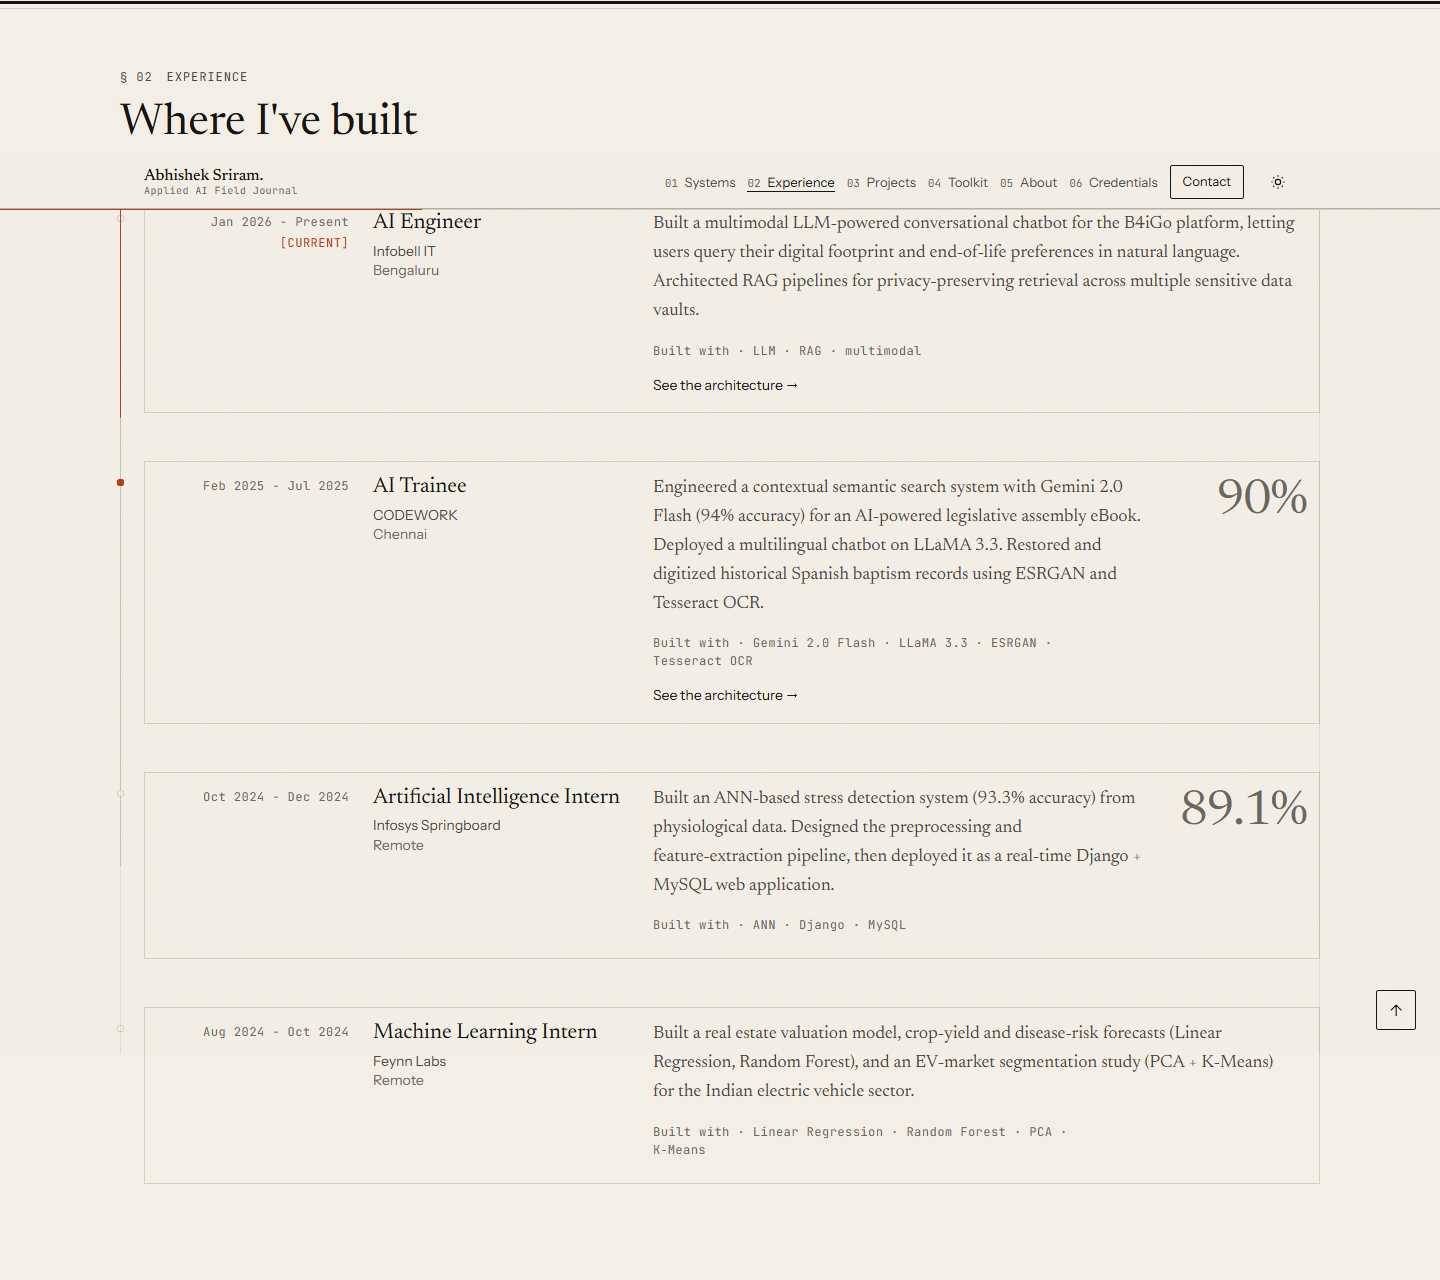 § 02 EXPERIENCE
Where I've built
Abhishek Sriram.
Applied AI Field Journal
01 Systems 02 Experience 03 Projects 04 Toolkit 05 About 06 Credentials Contact
Jan 2026 - Present
[CURRENT]
AI Engineer
Infobell IT
Bengaluru
Built a multimodal LLM-powered conversational chatbot for the B4iGo platform, letting
users query their digital footprint and end-of-life preferences in natural language.
Architected RAG pipelines for privacy-preserving retrieval across multiple sensitive data
vaults.
Built with · LLM · RAG · multimodal
See the architecture →
Feb 2025 - Jul 2025
AI Trainee
CODEWORK
Chennai
Engineered a contextual semantic search system with Gemini 2.0
Flash (94% accuracy) for an AI-powered legislative assembly eBook.
Deployed a multilingual chatbot on LLaMA 3.3. Restored and
digitized historical Spanish baptism records using ESRGAN and
Tesseract OCR.
Built with · Gemini 2.0 Flash · LLaMA 3.3 · ESRGAN ·
Tesseract OCR
See the architecture →
90%
Oct 2024 - Dec 2024
Artificial Intelligence Intern
Infosys Springboard
Remote
Built an ANN-based stress detection system (93.3% accuracy) from
physiological data. Designed the preprocessing and
feature-extraction pipeline, then deployed it as a real-time Django +
MySQL web application.
Built with · ANN · Django · MySQL
89.1%
Aug 2024 - Oct 2024
Machine Learning Intern
Feynn Labs
Remote
Built a real estate valuation model, crop-yield and disease-risk forecasts (Linear
Regression, Random Forest), and an EV-market segmentation study (PCA + K-Means)
for the Indian electric vehicle sector.
Built with · Linear Regression · Random Forest · PCA ·
K-Means